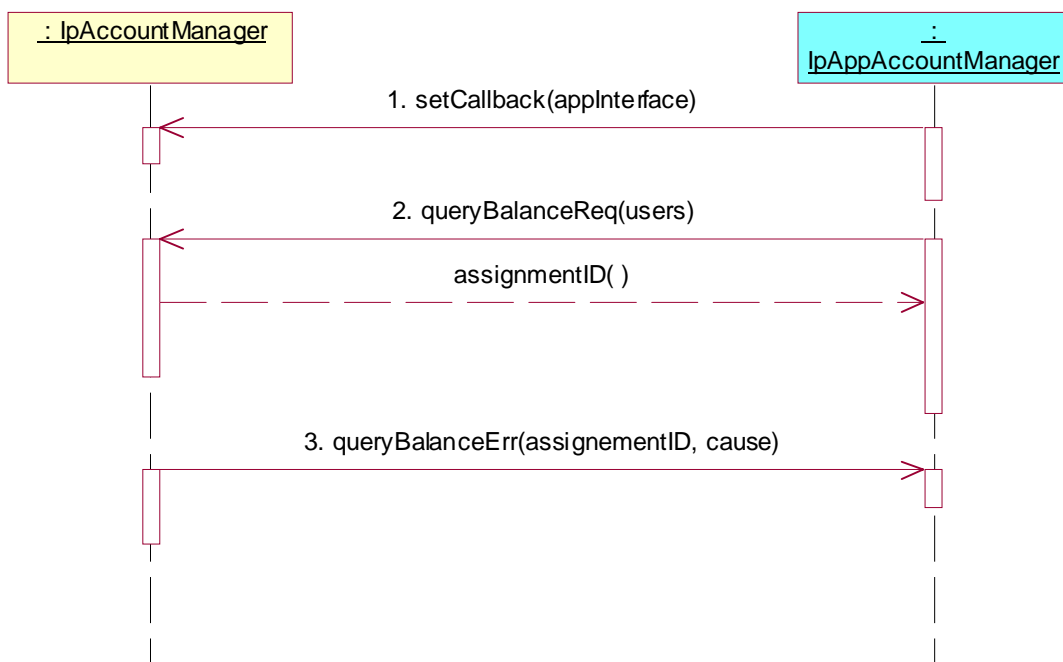 : IpAccountManager
:
IpAppAccountManager
1. setCallback(appInterface)
2. queryBalanceReq(users)
assignmentID( )
3. queryBalanceErr(assignementID, cause)